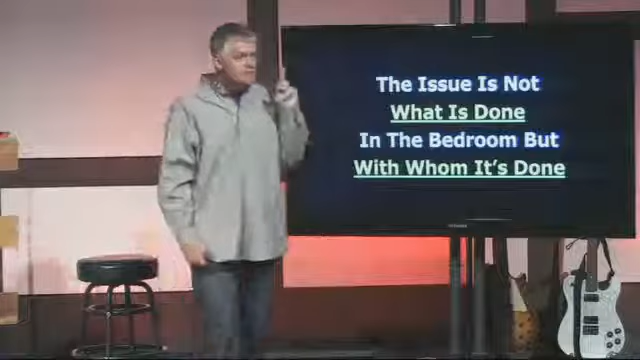 The Issue Is Not
What Is Done
In The Bedroom But
With Whom It's Done